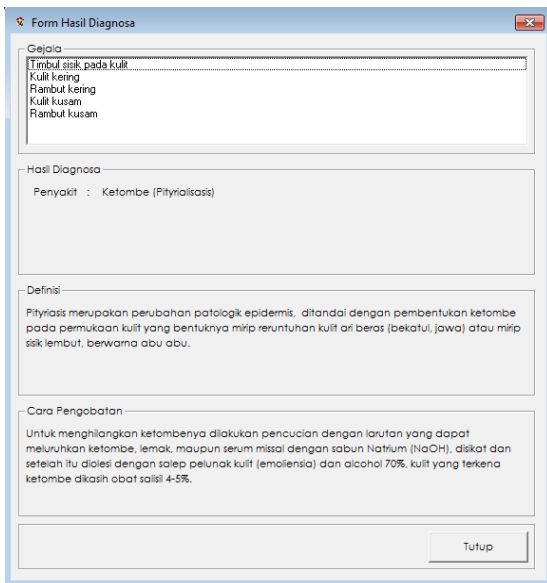 Form Hasil Diagnosa
Gejala
Timbul sisik pada kulit
Kulit kering
Rambut kering
Kulit kusam
Rambut kusam
Hasil Diagnosa
Penyakit : Ketombe (Pityrialisasis)
Definisi
Pityriasis merupakan perubahan patologik epidermis, ditandai dengan pembentukan ketombe
pada permukaan kulit yang bentuknya mirip reruntuhan kulit ari beras (bekatul, jawa) atau mirip
sisik lembut, berwarna abu abu.
Cara Pengobatan
Untuk menghilangkan ketombenya dilakukan pencucian dengan larutan yang dapat
meluruhkan ketombe, lemak, maupun serum missal dengan sabun Natrium (NaOH), disikat dan
setelah itu diolesi dengan salep pelunak kulit (emoliensia) dan alcohol 70%, kulit yang terkena
ketombe dikasih obat salisil 4-5%.
Tutup